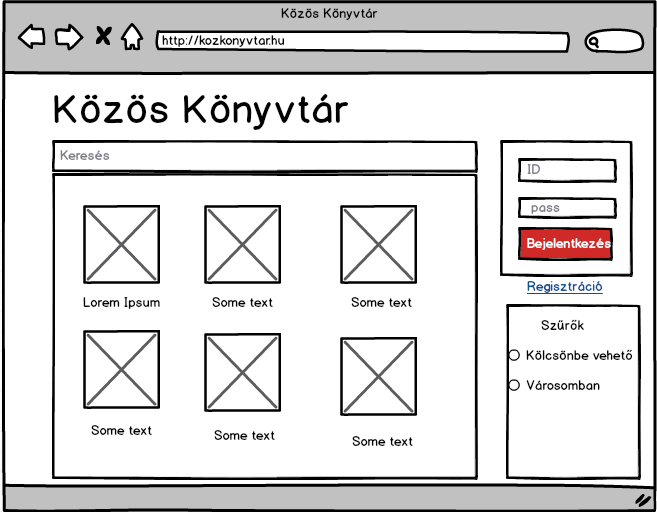 Közös Könyvtár
http://kozkonyvtar.hu
Közös Könyvtár
Keresés
Lorem Ipsum
Some text
Some text
Some text
Some text
Some text
ID
pass
Bejelentkezés
Regisztráció
Szűrők
Kölcsönbe vehető
Városomban